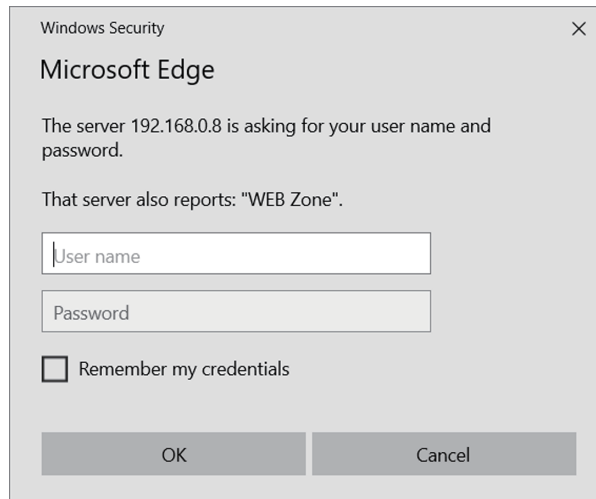 Windows Security
Microsoft Edge
The server 192.168.0.8 is asking for your user name and
password.
That server also reports: "WEB Zone".
User name
Password
Remember my credentials
OK
Cancel